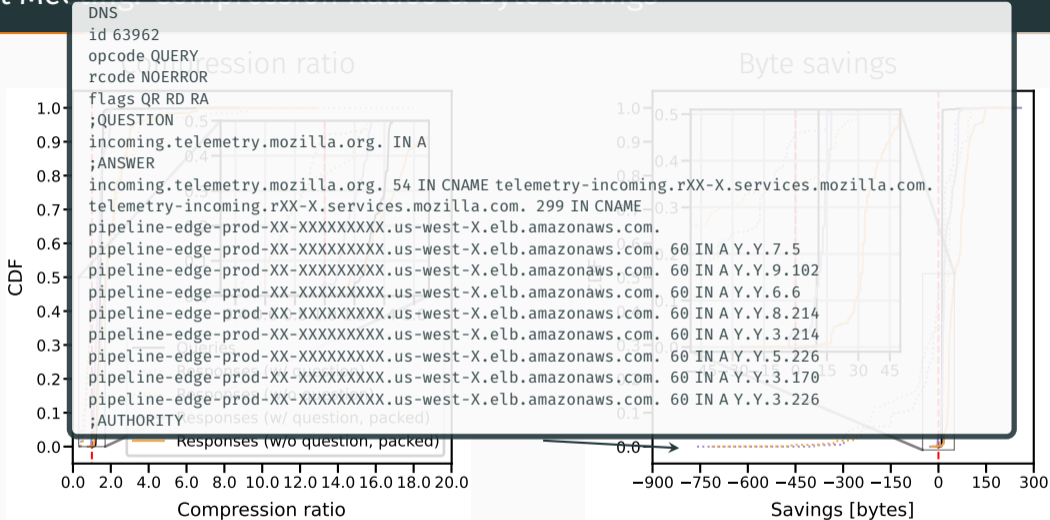 Compression Ratios & Byte Savings
Compression ratio
Byte savings
DNS
id 63962
opcode QUERY
rcode NOERROR
flags QR RD RA
;QUESTION
incoming.telemetry.mozilla.org. IN A
;ANSWER
incoming.telemetry.mozilla.org. 54 IN CNAME telemetry-incoming.rXX-X.services.mozilla.com.
telemetry-incoming.rXX-X.services.mozilla.com. 299 IN CNAME
pipeline-edge-prod-XX-XXXXXXXXX.us-west-X.elb.amazonaws.com.
pipeline-edge-prod-XX-XXXXXXXXX.us-west-X.elb.amazonaws.com. 60 IN A Y.Y.7.5
pipeline-edge-prod-XX-XXXXXXXXX.us-west-X.elb.amazonaws.com. 60 IN A Y.Y.9.102
pipeline-edge-prod-XX-XXXXXXXXX.us-west-X.elb.amazonaws.com. 60 IN A Y.Y.6.6
pipeline-edge-prod-XX-XXXXXXXXX.us-west-X.elb.amazonaws.com. 60 IN A Y.Y.8.214
pipeline-edge-prod-XX-XXXXXXXXX.us-west-X.elb.amazonaws.com. 60 IN A Y.Y.3.214
pipeline-edge-prod-XX-XXXXXXXXX.us-west-X.elb.amazonaws.com. 60 IN A Y.Y.5.226
pipeline-edge-prod-XX-XXXXXXXXX.us-west-X.elb.amazonaws.com. 60 IN A Y.Y.3.170
pipeline-edge-prod-XX-XXXXXXXXX.us-west-X.elb.amazonaws.com. 60 IN A Y.Y.3.226
;AUTHORITY
Queries
Responses (w/ question, packed)
Responses (w/o question, packed)
CDF
1.0
0.9
0.8
0.7
0.6
0.5
0.4
0.3
0.2
0.1
0.0
0.0 2.0 4.0 6.0 8.0 10.0 12.0 14.0 16.0 18.0 20.0
Compression ratio
0.0
−900 −750 −600 −450 −300 −150 0 150 300
Savings [bytes]